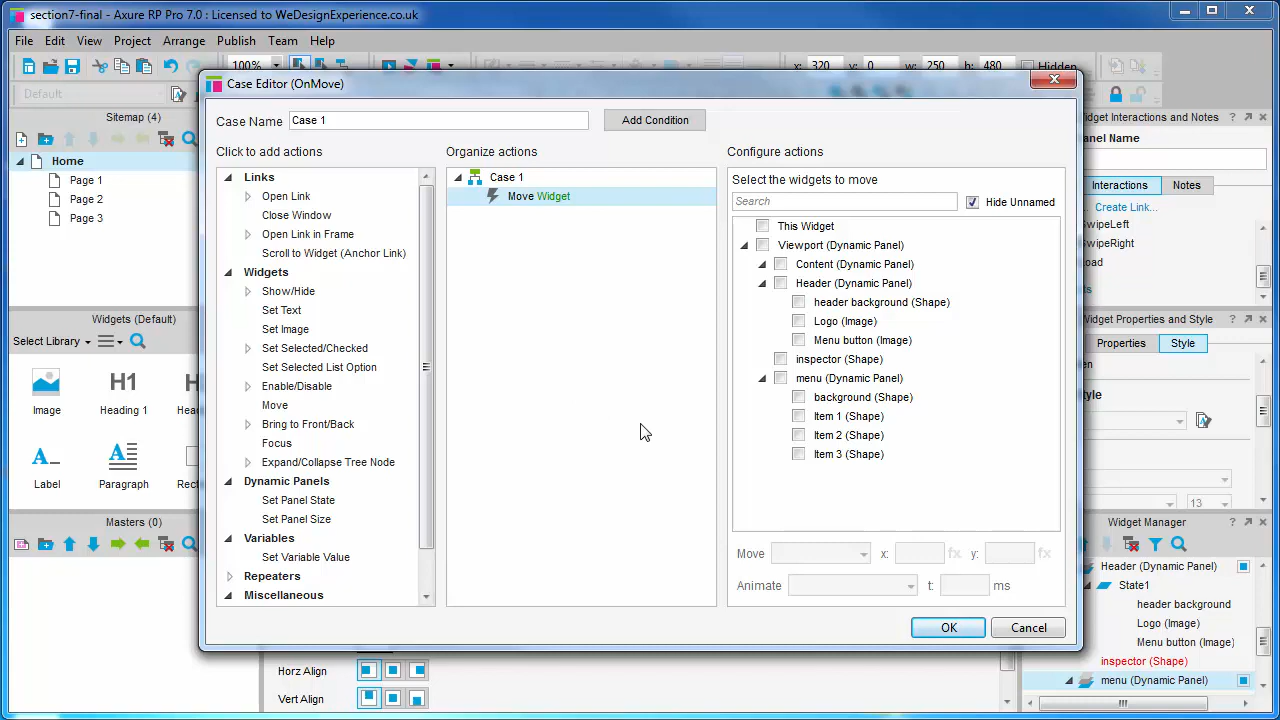 section7-final - Axure RP Pro 7.0 : Licensed to WeDesignExperience.co.uk
File Edit View Project Arrange Publish Team Help
100% x: 320 y: 0 w: 250 h: 480 Hidden
Default
Case Editor (OnMove)
Sitemap (4)
Home
Page 1
Page 2
Page 3
Widgets (Default)
Select Library
Image
Heading 1
Label
Paragraph
Masters (0)
Case Name Case 1 Add Condition
Click to add actions
Links
Open Link
Close Window
Open Link in Frame
Scroll to Widget (Anchor Link)
Widgets
Show/Hide
Set Text
Set Image
Set Selected/Checked
Set Selected List Option
Enable/Disable
Move
Bring to Front/Back
Focus
Expand/Collapse Tree Node
Dynamic Panels
Set Panel State
Set Panel Size
Variables
Set Variable Value
Repeaters
Miscellaneous
Organize actions
Case 1
Move Widget
Configure actions
Select the widgets to move
Search Hide Unnamed
This Widget
Viewport (Dynamic Panel)
Content (Dynamic Panel)
Header (Dynamic Panel)
header background (Shape)
Logo (Image)
Menu button (Image)
inspector (Shape)
menu (Dynamic Panel)
background (Shape)
Item 1 (Shape)
Item 2 (Shape)
Item 3 (Shape)
Move x: fx y: fx
Animate t: ms
OK Cancel
Horz Align
Vert Align
Widget Interactions and Notes
Panel Name
Interactions Notes
Create Link...
SwipeRight
Widget Properties and Style
Properties Style
13
Widget Manager
Header (Dynamic Panel)
State1
header background
Logo (Image)
Menu button (Image)
inspector (Shape)
menu (Dynamic Panel)